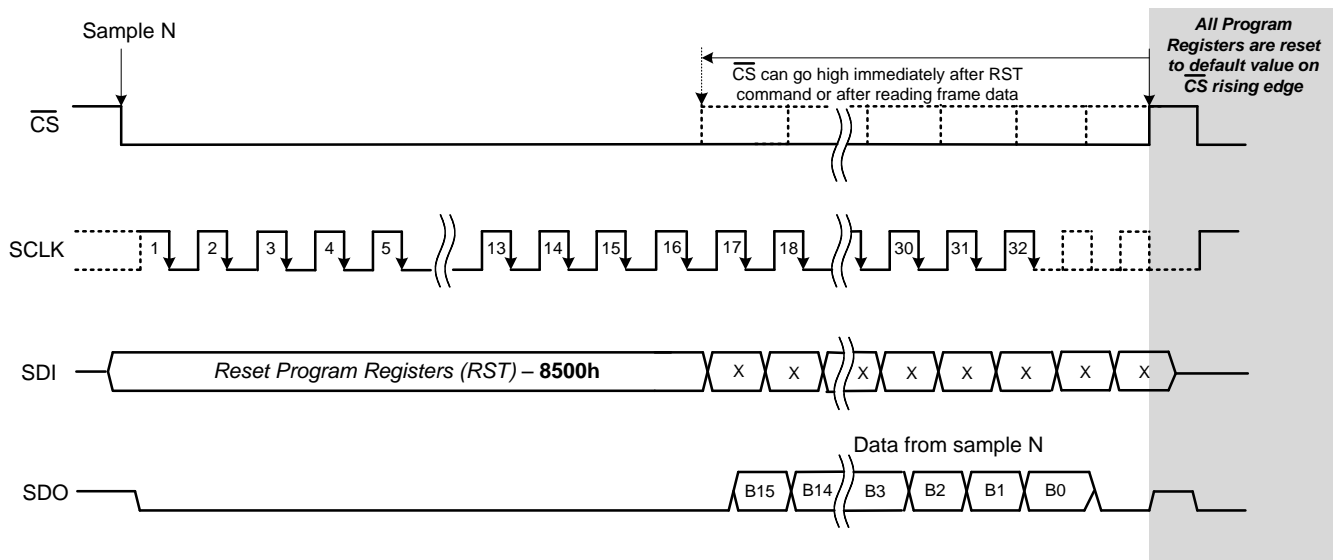 Sample N
All Program
Registers are reset
to default value on
CS rising edge
CS can go high immediately after RST
command or after reading frame data
CS
SCLK
1 2 3 4 5 13 14 15 16 17 18 30 31 32
SDI
Reset Program Registers (RST) – 8500h
X X X X X X X X
Data from sample N
SDO
B15 B14 B3 B2 B1 B0